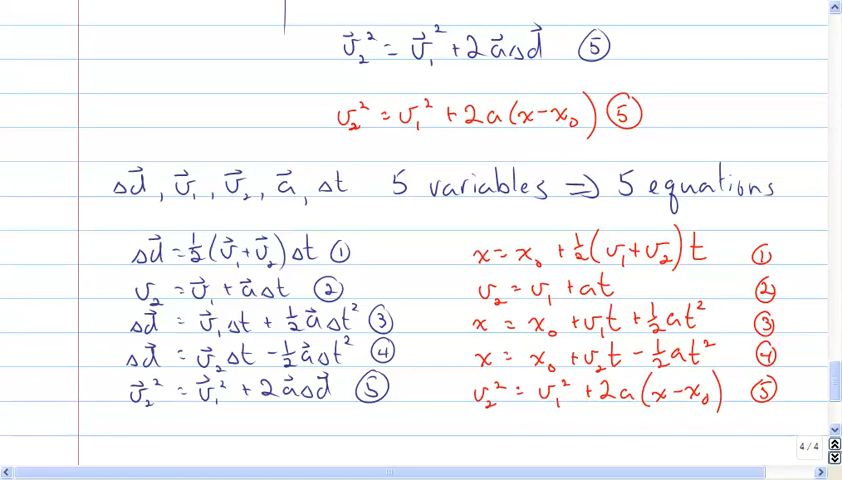 v⃗₂² = v⃗₁² + 2a⃗Δd⃗ ⑤
v₂² = v₁² + 2a(x-x₀) ⑤
Δd⃗, v⃗₁, v⃗₂, a⃗, Δt 5 variables ⇒ 5 equations
Δd⃗ = ½(v⃗₁+v⃗₂)Δt ① x = x₀ + ½(v₁+v₂)t ①
v₂ = v⃗₁ + a⃗Δt ② v₂ = v₁ + at ②
Δd⃗ = v⃗₁Δt + ½a⃗Δt² ③ x = x₀ + v₁t + ½at² ③
Δd⃗ = v⃗₂Δt - ½a⃗Δt² ④ x = x₀ + v₂t - ½at² ④
v⃗₂² = v⃗₁² + 2a⃗Δd⃗ ⑤ v₂² = v₁² + 2a(x-x₀) ⑤
4 / 4